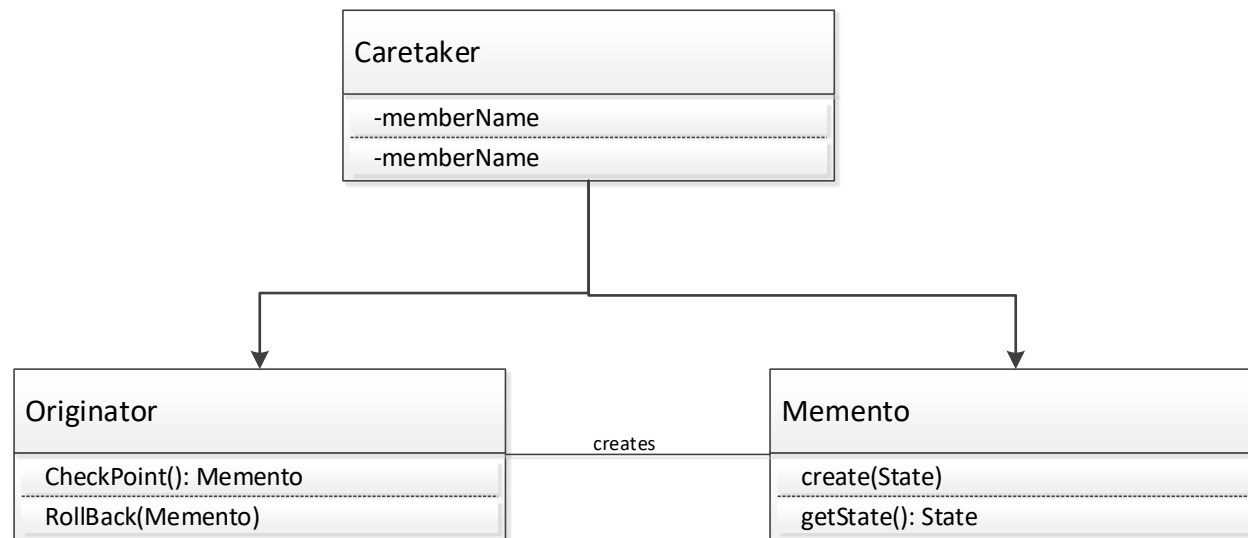 Caretaker
-memberName
-memberName
Originator
CheckPoint(): Memento
RollBack(Memento)
creates
Memento
create(State)
getState(): State